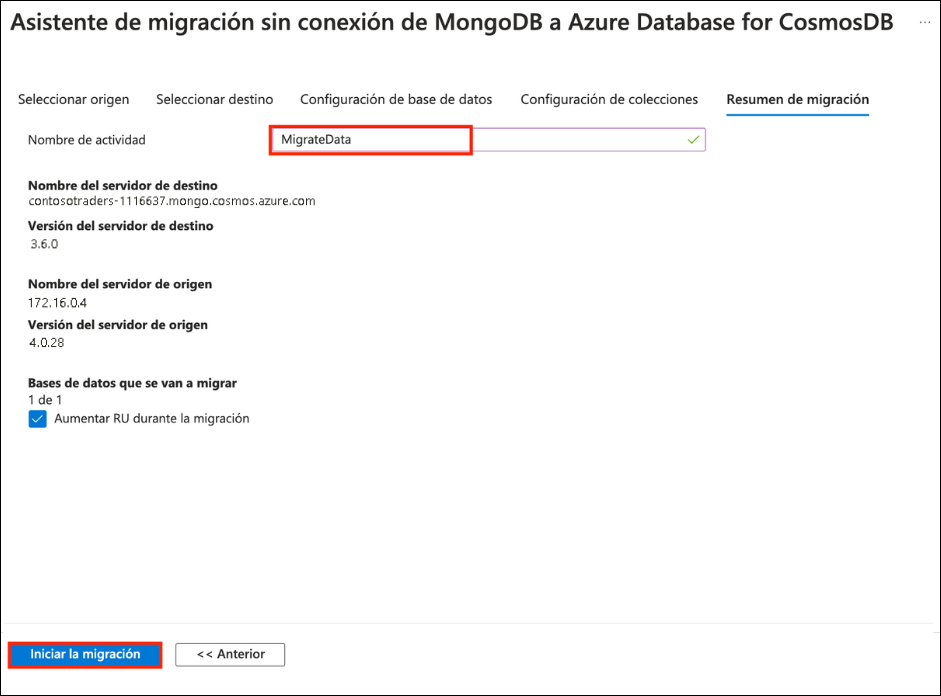 Asistente de migración sin conexión de MongoDB a Azure Database for CosmosDB ...
Seleccionar origen Seleccionar destino Configuración de base de datos Configuración de colecciones Resumen de migración
Nombre de actividad MigrateData
Nombre del servidor de destino
contosotraders-1116637.mongo.cosmos.azure.com
Versión del servidor de destino
3.6.0
Nombre del servidor de origen
172.16.0.4
Versión del servidor de origen
4.0.28
Bases de datos que se van a migrar
1 de 1
Aumentar RU durante la migración
Iniciar la migración << Anterior